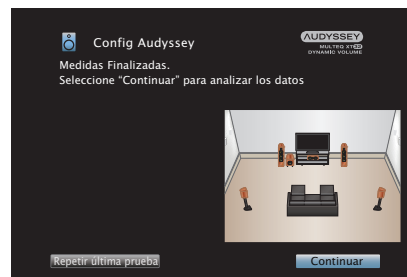 Config Audyssey
AUDYSSEY
MULTEQ XT32
DYNAMIC VOLUME
Medidas Finalizadas.
Seleccione “Continuar” para analizar los datos
Repetir última prueba
Continuar